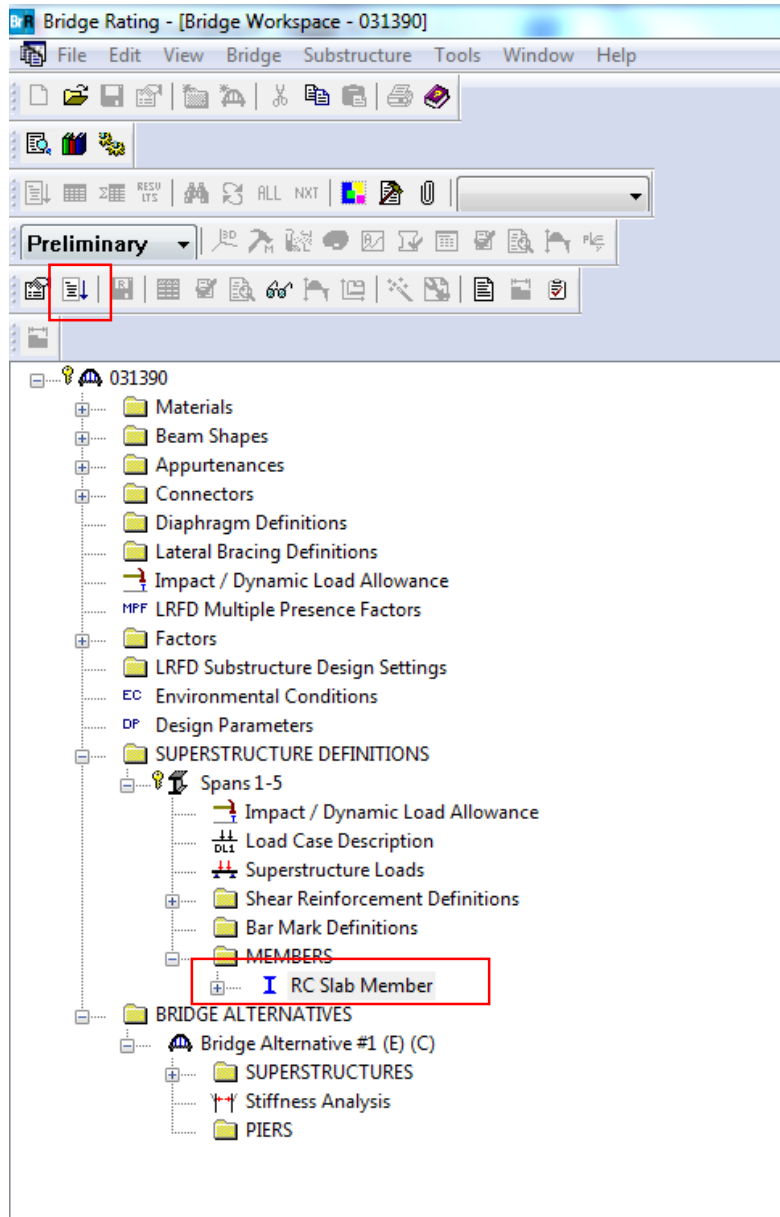 BrR Bridge Rating - [Bridge Workspace - 031390]
File Edit View Bridge Substructure Tools Window Help
RESU LTS ALL NXT
Preliminary
031390
Materials
Beam Shapes
Appurtenances
Connectors
Diaphragm Definitions
Lateral Bracing Definitions
Impact / Dynamic Load Allowance
MPF LRFD Multiple Presence Factors
Factors
LRFD Substructure Design Settings
EC Environmental Conditions
DP Design Parameters
SUPERSTRUCTURE DEFINITIONS
Spans 1-5
Impact / Dynamic Load Allowance
DL1 Load Case Description
Superstructure Loads
Shear Reinforcement Definitions
Bar Mark Definitions
MEMBERS
RC Slab Member
BRIDGE ALTERNATIVES
Bridge Alternative #1 (E) (C)
SUPERSTRUCTURES
Stiffness Analysis
PIERS